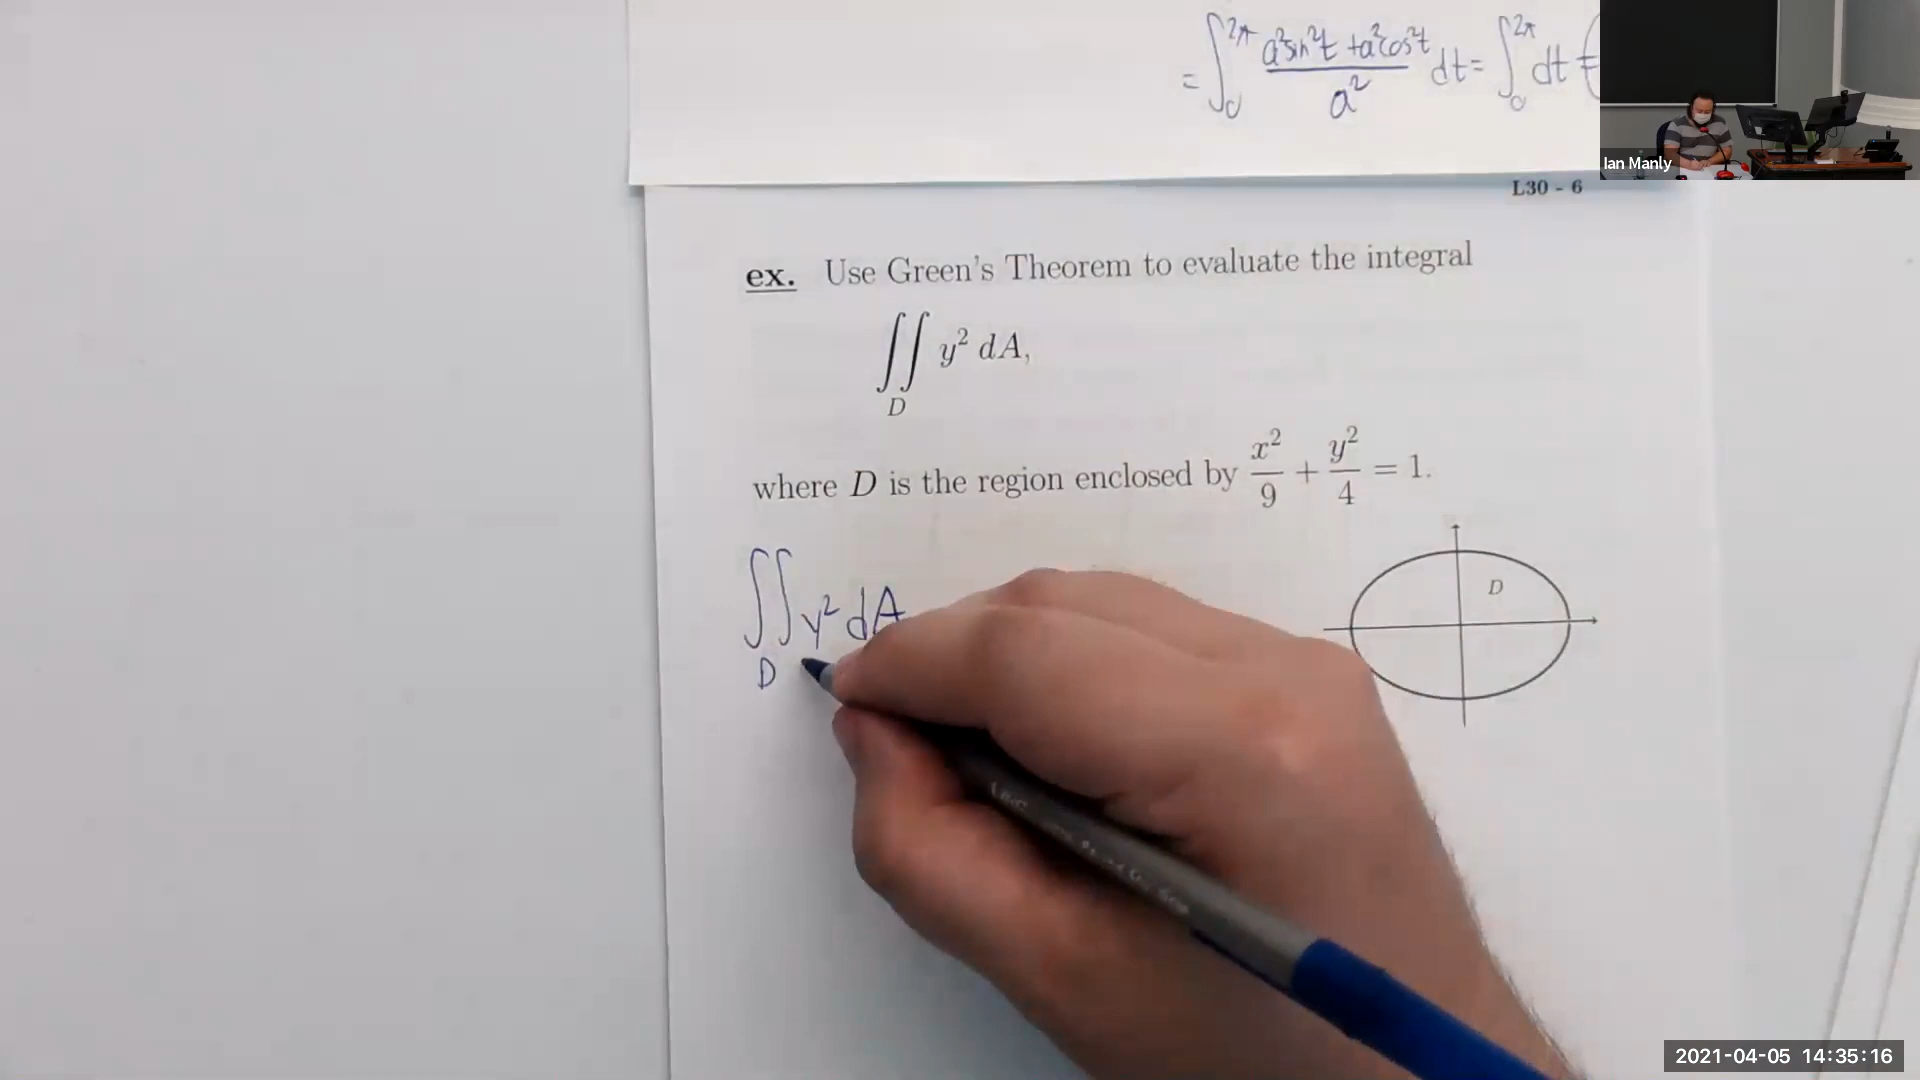 = ∫₀^{2π} (a²sin²t + a²cos²t)/a² dt = ∫₀^{2π} dt =
Ian Manly
L30 - 6
ex. Use Green's Theorem to evaluate the integral
∬_D y² dA,
where D is the region enclosed by x²/9 + y²/4 = 1.
D
∬_D y² dA
2021-04-05 14:35:16